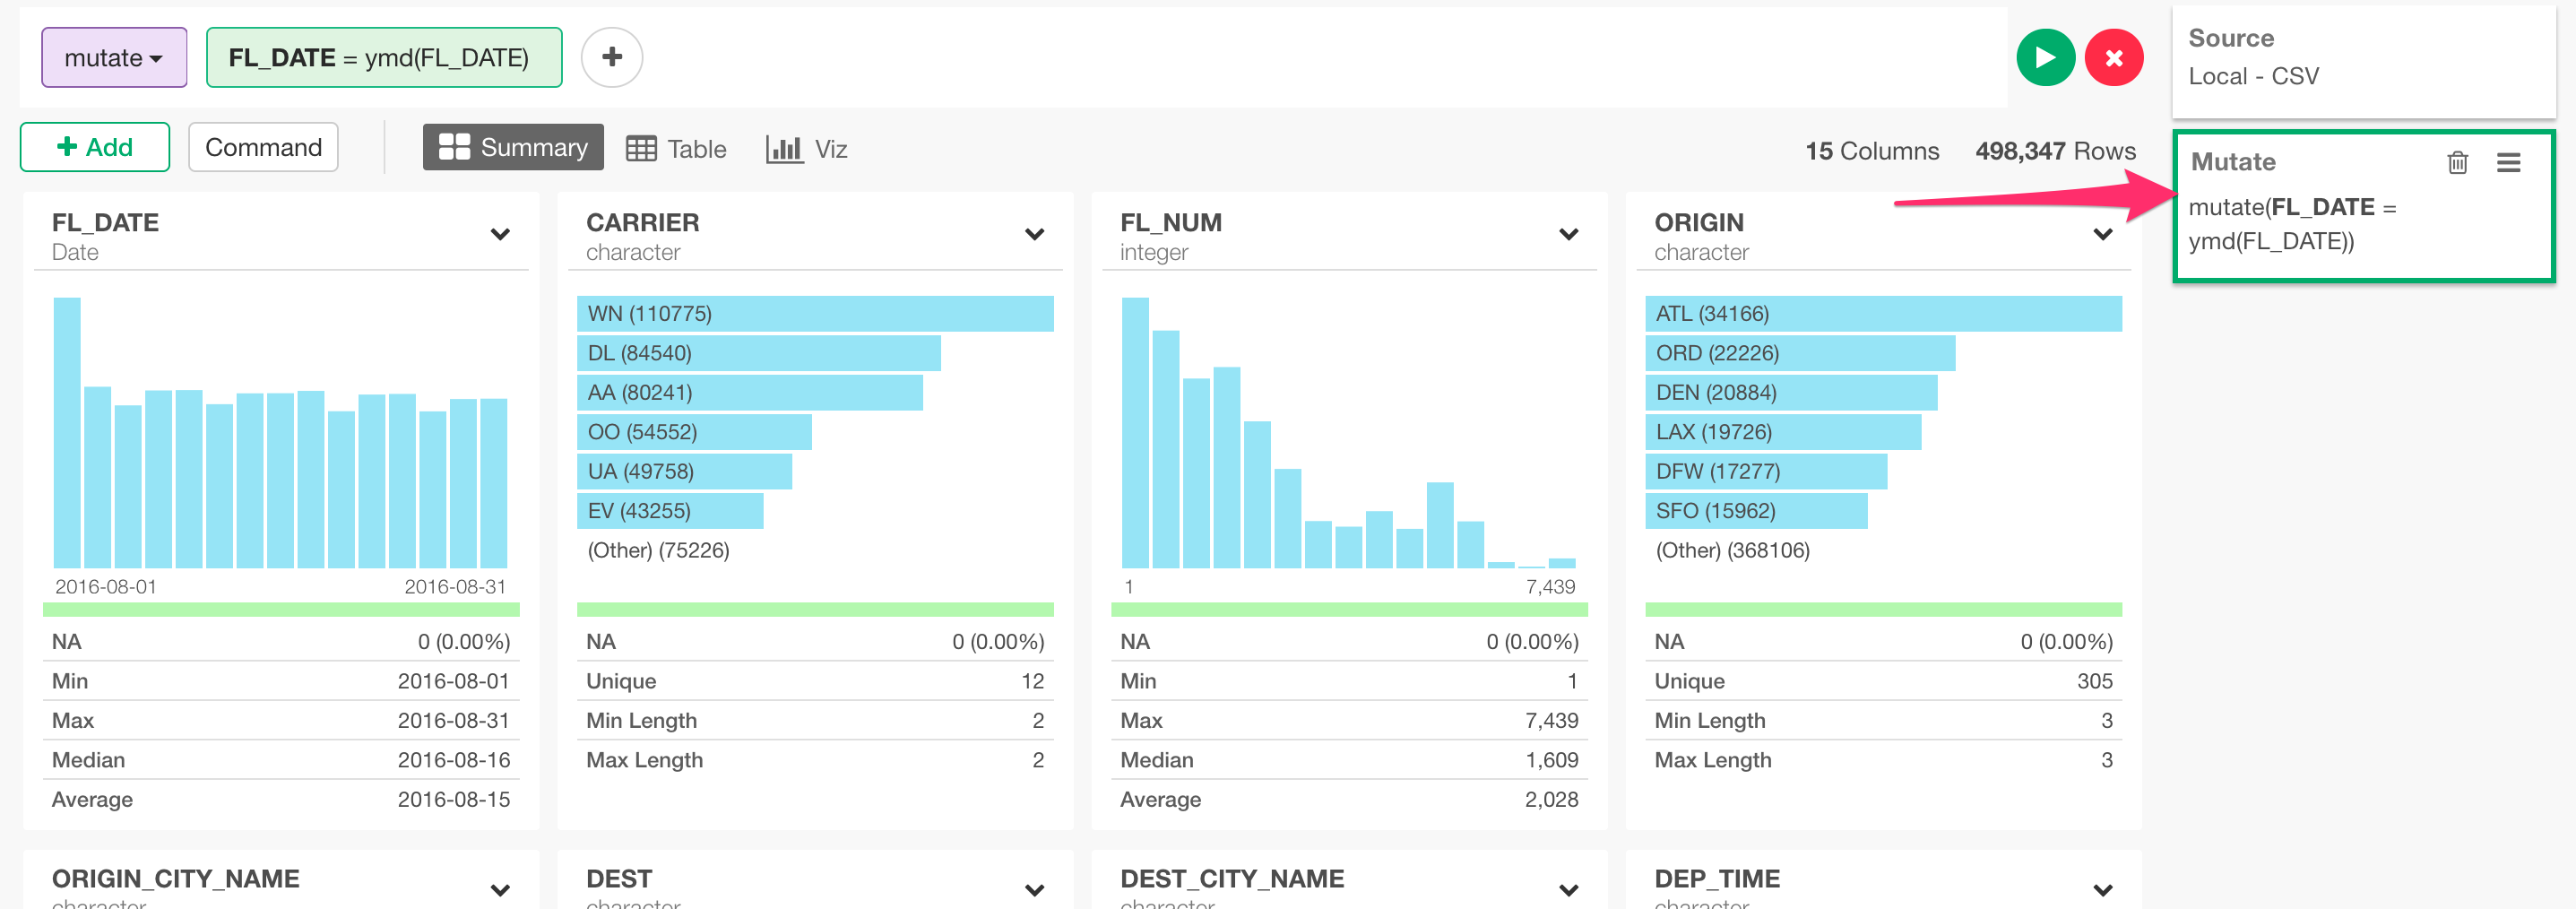 mutate
FL_DATE = ymd(FL_DATE)
+
Source
Local - CSV
+ Add
Command
Summary
Table
Viz
15 Columns
498,347 Rows
Mutate
mutate(FL_DATE =
ymd(FL_DATE))
FL_DATE
Date
2016-08-01 2016-08-31
NA 0 (0.00%)
Min 2016-08-01
Max 2016-08-31
Median 2016-08-16
Average 2016-08-15
CARRIER
character
WN (110775)
DL (84540)
AA (80241)
OO (54552)
UA (49758)
EV (43255)
(Other) (75226)
NA 0 (0.00%)
Unique 12
Min Length 2
Max Length 2
FL_NUM
integer
1 7,439
NA 0 (0.00%)
Min 1
Max 7,439
Median 1,609
Average 2,028
ORIGIN
character
ATL (34166)
ORD (22226)
DEN (20884)
LAX (19726)
DFW (17277)
SFO (15962)
(Other) (368106)
NA 0 (0.00%)
Unique 305
Min Length 3
Max Length 3
ORIGIN_CITY_NAME
character
DEST
character
DEST_CITY_NAME
character
DEP_TIME
character